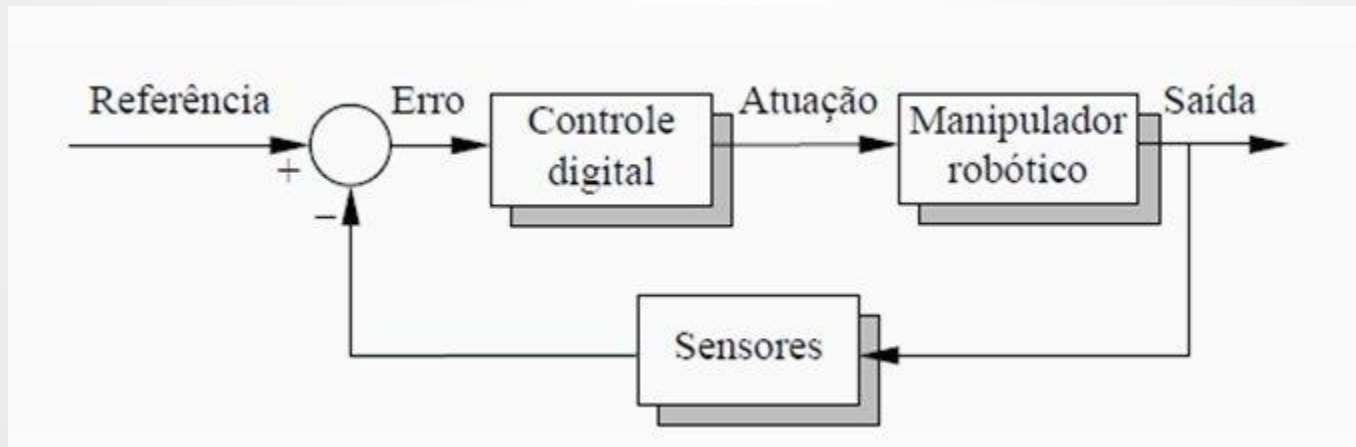 Referência
Erro
Controle
digital
Atuação
Manipulador
robótico
Saída
+
−
Sensores